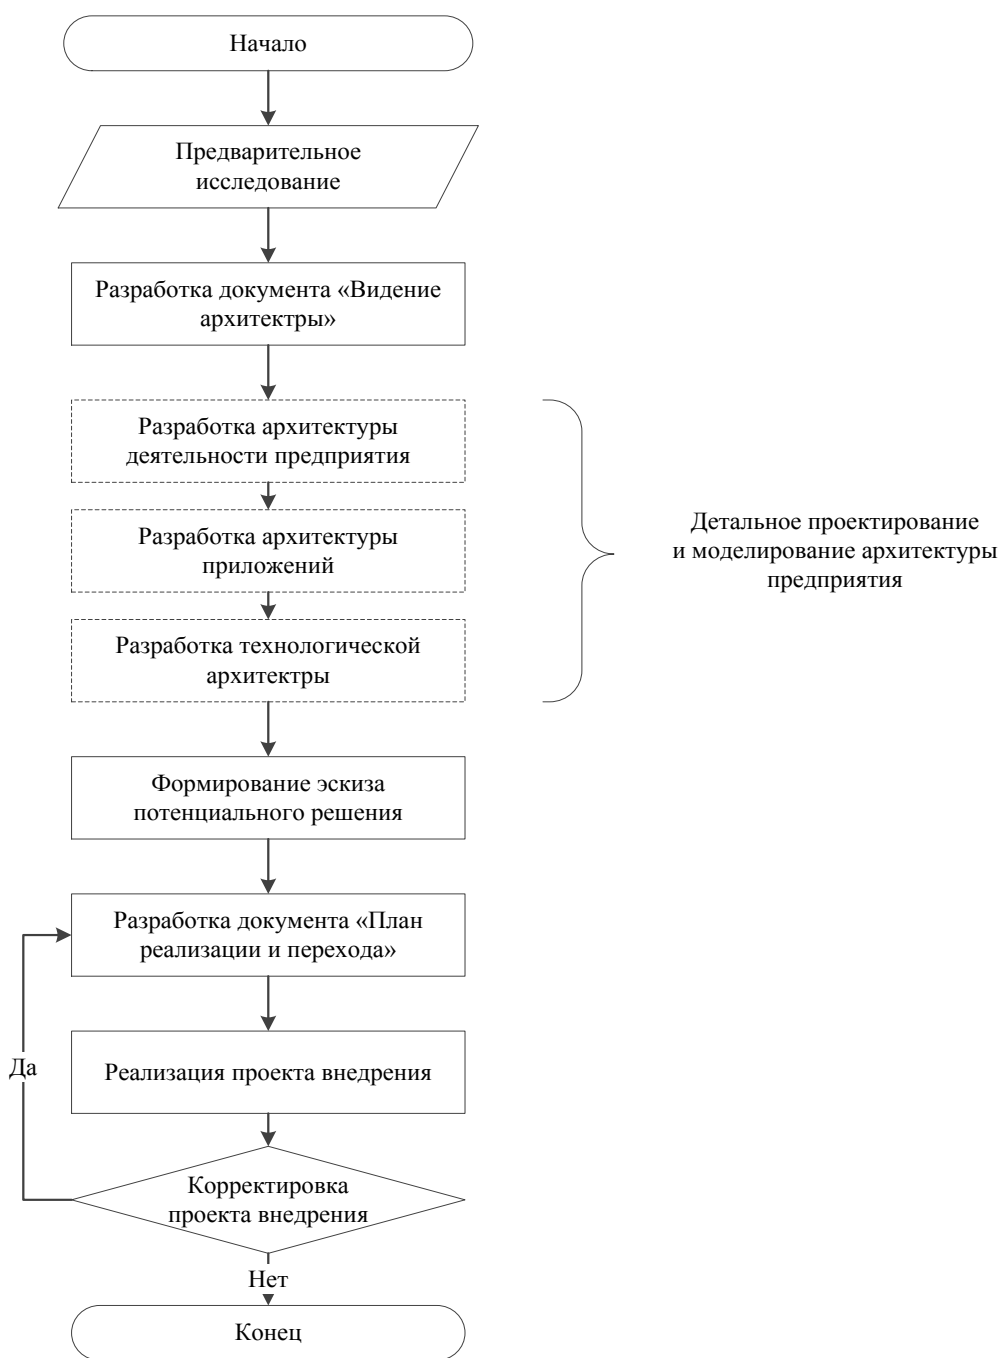 Начало
Предварительное
исследование
Разработка документа «Видение
архитектры»
Разработка архитектуры
деятельности предприятия
Разработка архитектуры
приложений
Разработка технологической
архитектры
Детальное проектирование
и моделирование архитектуры
предприятия
Формирование эскиза
потенциального решения
Разработка документа «План
реализации и перехода»
Реализация проекта внедрения
Да
Корректировка
проекта внедрения
Нет
Конец